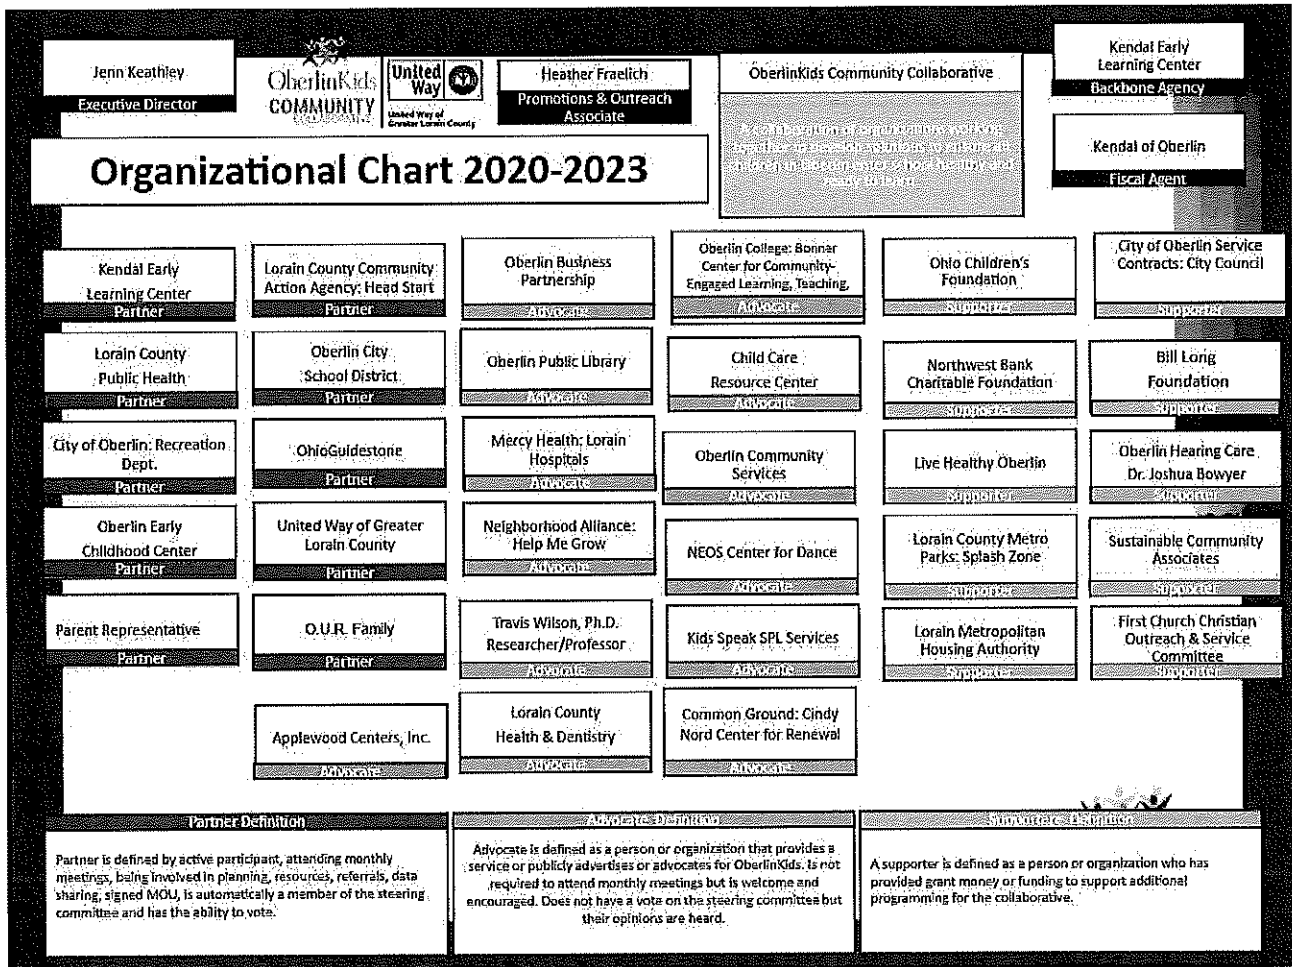 Jenn Keathley
Executive Director
OberlinKids
COMMUNITY
United
Way
United Way of
Greater Lorain County
Heather Fraelich
Promotions & Outreach
Associate
OberlinKids Community Collaborative
Kendal Early
Learning Center
Backbone Agency
Kendal of Oberlin
Fiscal Agent
Organizational Chart 2020-2023
Kendal Early
Learning Center
Partner
Lorain County Community
Action Agency: Head Start
Partner
Oberlin Business
Partnership
Advocate
Oberlin College: Bonner
Center for Community-
Engaged Learning, Teaching,
Advocate
Ohio Children's
Foundation
Supporter
City of Oberlin Service
Contracts: City Council
Supporter
Lorain County
Public Health
Partner
Oberlin City
School District
Partner
Oberlin Public Library
Advocate
Child Care
Resource Center
Advocate
Northwest Bank
Charitable Foundation
Supporter
Bill Long
Foundation
Supporter
City of Oberlin: Recreation
Dept.
Partner
OhioGuidestone
Partner
Mercy Health: Lorain
Hospitals
Advocate
Oberlin Community
Services
Advocate
Live Healthy Oberlin
Supporter
Oberlin Hearing Care
Dr. Joshua Bowyer
Supporter
Oberlin Early
Childhood Center
Partner
United Way of Greater
Lorain County
Partner
Neighborhood Alliance:
Help Me Grow
Advocate
NEOS Center for Dance
Advocate
Lorain County Metro
Parks: Splash Zone
Supporter
Sustainable Community
Associates
Supporter
Parent Representative
Partner
O.U.R. Family
Partner
Travis Wilson, Ph.D.
Researcher/Professor
Advocate
Kids Speak SPL Services
Advocate
Lorain Metropolitan
Housing Authority
Supporter
First Church Christian
Outreach & Service
Committee
Supporter
Applewood Centers, Inc.
Advocate
Lorain County
Health & Dentistry
Advocate
Common Ground: Cindy
Nord Center for Renewal
Advocate
Partner Definition
Partner is defined by active participant, attending monthly
meetings, being involved in planning, resources, referrals, data
sharing, signed MOU, is automatically a member of the steering
committee and has the ability to vote.
Advocate Definition
Advocate is defined as a person or organization that provides a
service or publicly advertises or advocates for OberlinKids. Is not
required to attend monthly meetings but is welcome and
encouraged. Does not have a vote on the steering committee but
their opinions are heard.
Supporters Definition
A supporter is defined as a person or organization who has
provided grant money or funding to support additional
programming for the collaborative.